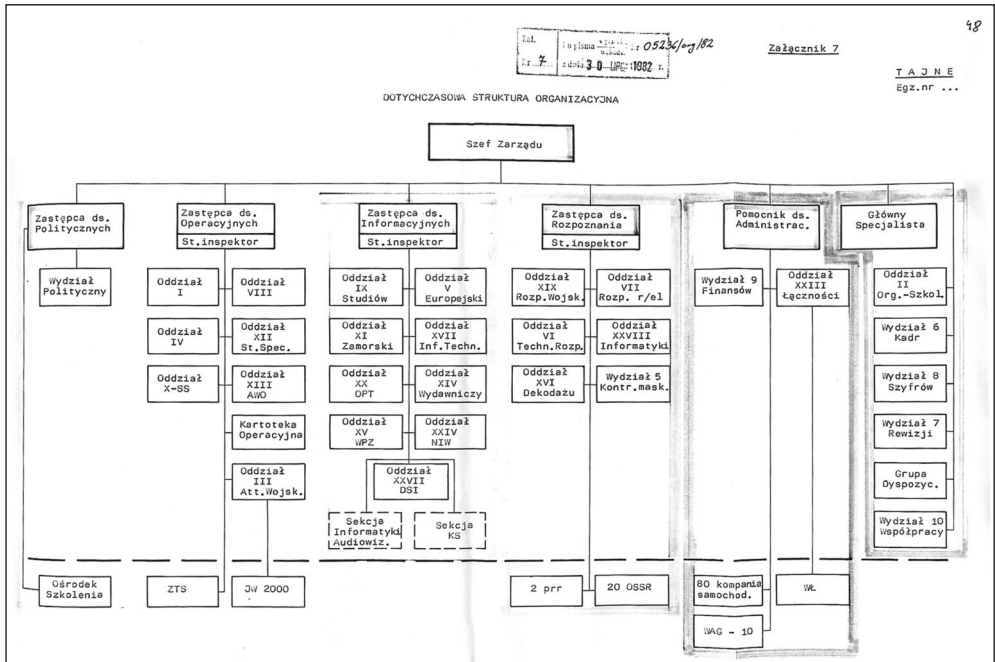 48
Zał.
Nr 7
do pisma
nr 05236/org/82
z dnia 30 LIPC. 1982 r.
Załącznik 7
T A J N E
Egz.nr ...
DOTYCHCZASOWA STRUKTURA ORGANIZACYJNA
Szef Zarządu
Zastępca ds.
Politycznych
Zastępca ds.
Operacyjnych
St.inspektor
Zastępca ds.
Informacyjnych
St.inspektor
Zastępca ds.
Rozpoznania
St.inspektor
Pomocnik ds.
Administrac.
Główny
Specjalista
Wydział
Polityczny
Oddział
I
Oddział
VIII
Oddział
IV
Oddział
XII
St.Spec.
Oddział
X-SS
Oddział
XIII
AWO
Kartoteka
Operacyjna
Oddział
III
Att.Wojsk.
Oddział
IX
Studiów
Oddział
V
Europejski
Oddział
XI
Zamorski
Oddział
XVII
Inf.Techn.
Oddział
XX
OPT
Oddział
XIV
Wydawniczy
Oddział
XV
WPZ
Oddział
XXIV
NIW
Oddział
XXVII
DSI
Sekcja
Informatyki
Audiowiz.
Sekcja
KS
Oddział
XIX
Rozp.Wojsk.
Oddział
VII
Rozp. r/el
Oddział
VI
Techn.Rozp.
Oddział
XXVIII
Informatyki
Oddział
XVI
Dekodażu
Wydział 5
Kontr.mask.
Wydział 9
Finansów
Oddział
XXIII
Łączności
Oddział
II
Org.-Szkol.
Wydział 6
Kadr
Wydział 8
Szyfrów
Wydział 7
Rewizji
Grupa
Dyspozyc.
Wydział 10
Współpracy
Ośrodek
Szkolenia
ZTS
JW 2000
2 prr
20 OSSR
80 kompania
samochod.
WŁ
WAG - 10